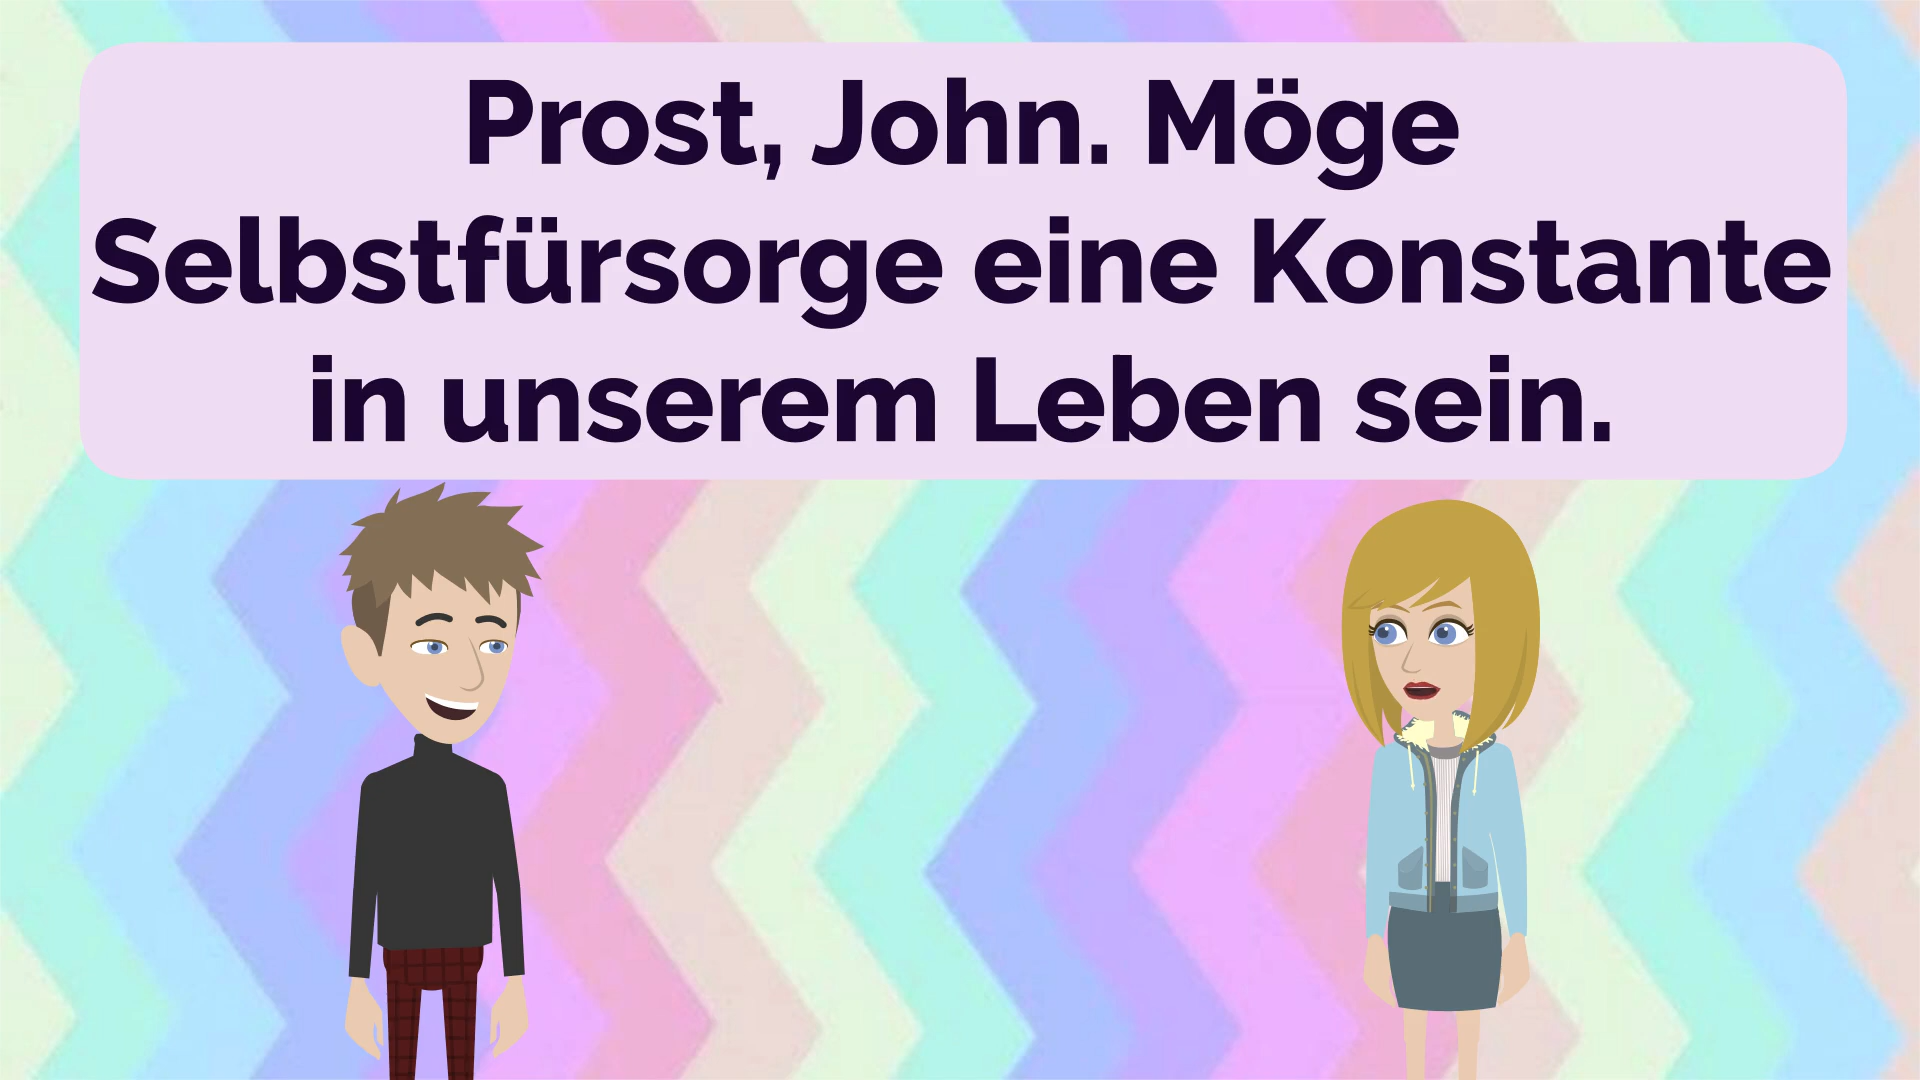 Prost, John. Möge
Selbstfürsorge eine Konstante
in unserem Leben sein.